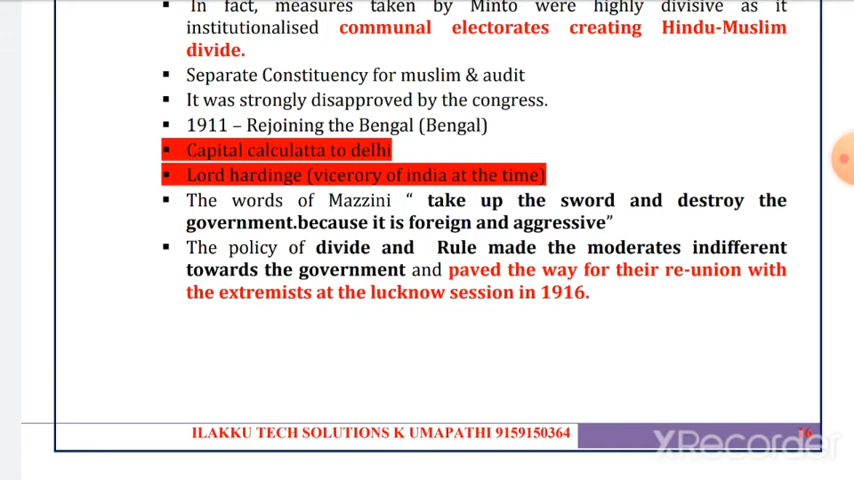 In fact, measures taken by Minto were highly divisive as it
institutionalised communal electorates creating Hindu-Muslim
divide.
Separate Constituency for muslim & audit
It was strongly disapproved by the congress.
1911 – Rejoining the Bengal (Bengal)
Capital calculatta to delhi
Lord hardinge (vicerory of india at the time)
The words of Mazzini “ take up the sword and destroy the
government.because it is foreign and aggressive”
The policy of divide and Rule made the moderates indifferent
towards the government and paved the way for their re-union with
the extremists at the lucknow session in 1916.
ILAKKU TECH SOLUTIONS K UMAPATHI 9159150364
16
XRecorder